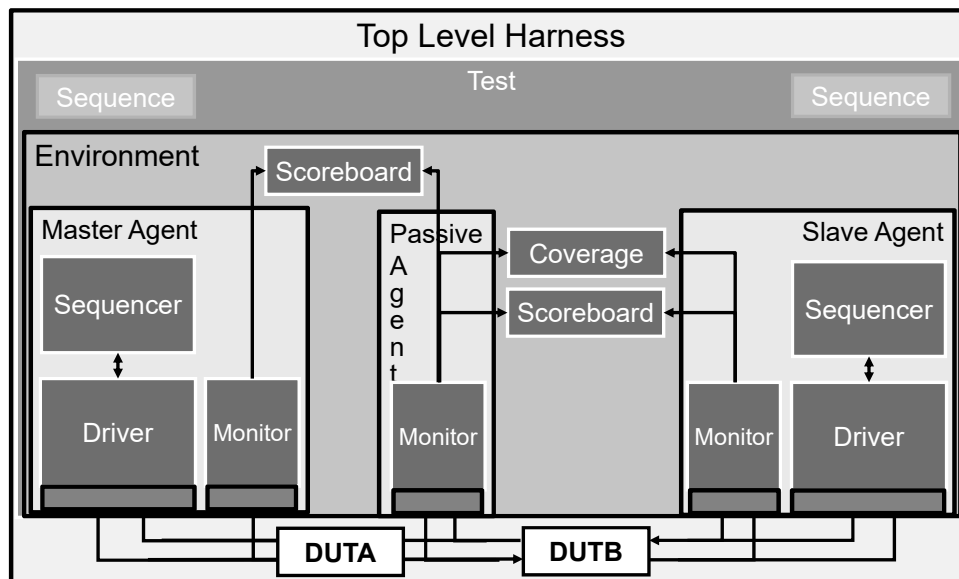 Top Level Harness
Test
Sequence
Sequence
Environment
Scoreboard
Master Agent
Passive
Agent
Slave Agent
Coverage
Scoreboard
Sequencer
Sequencer
Driver
Monitor
Monitor
Monitor
Driver
DUTA
DUTB